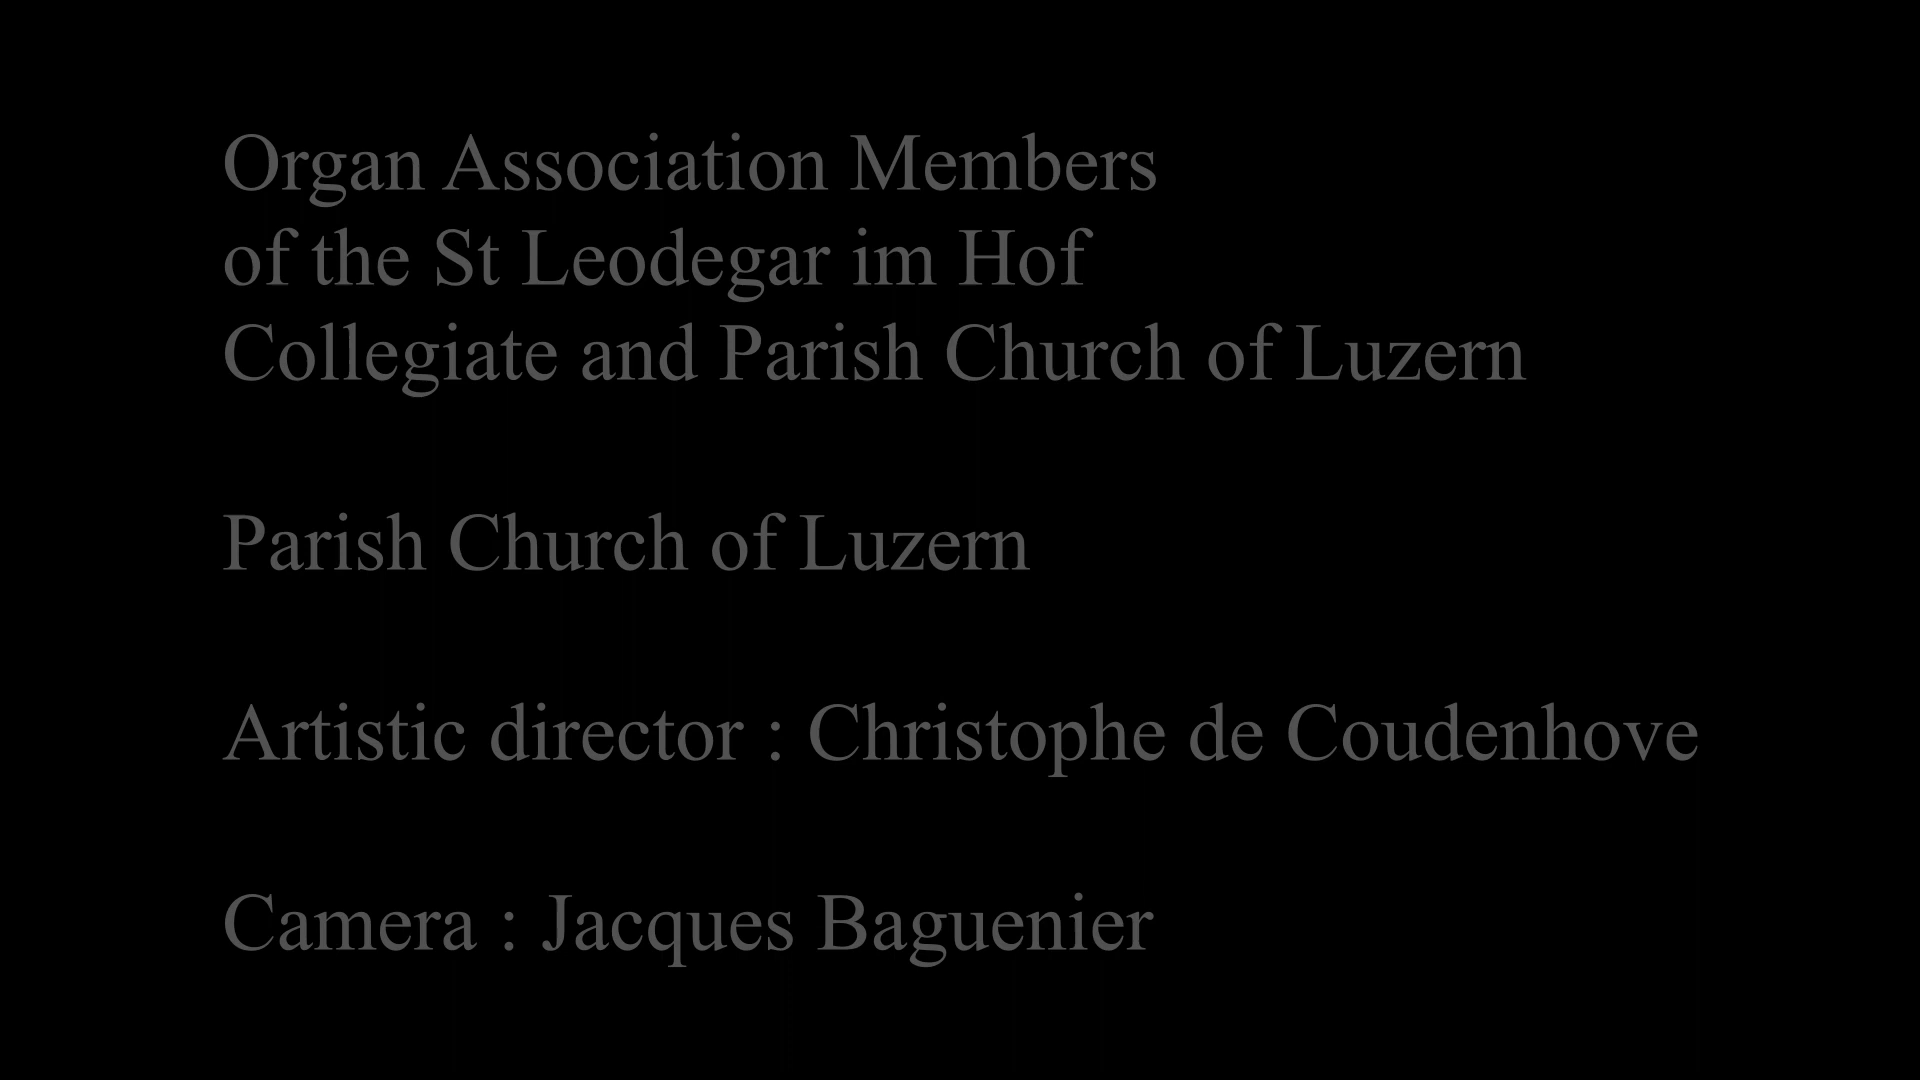 Organ Association Members
of the St Leodegar im Hof
Collegiate and Parish Church of Luzern
Parish Church of Luzern
Artistic director : Christophe de Coudenhove
Camera : Jacques Baguenier